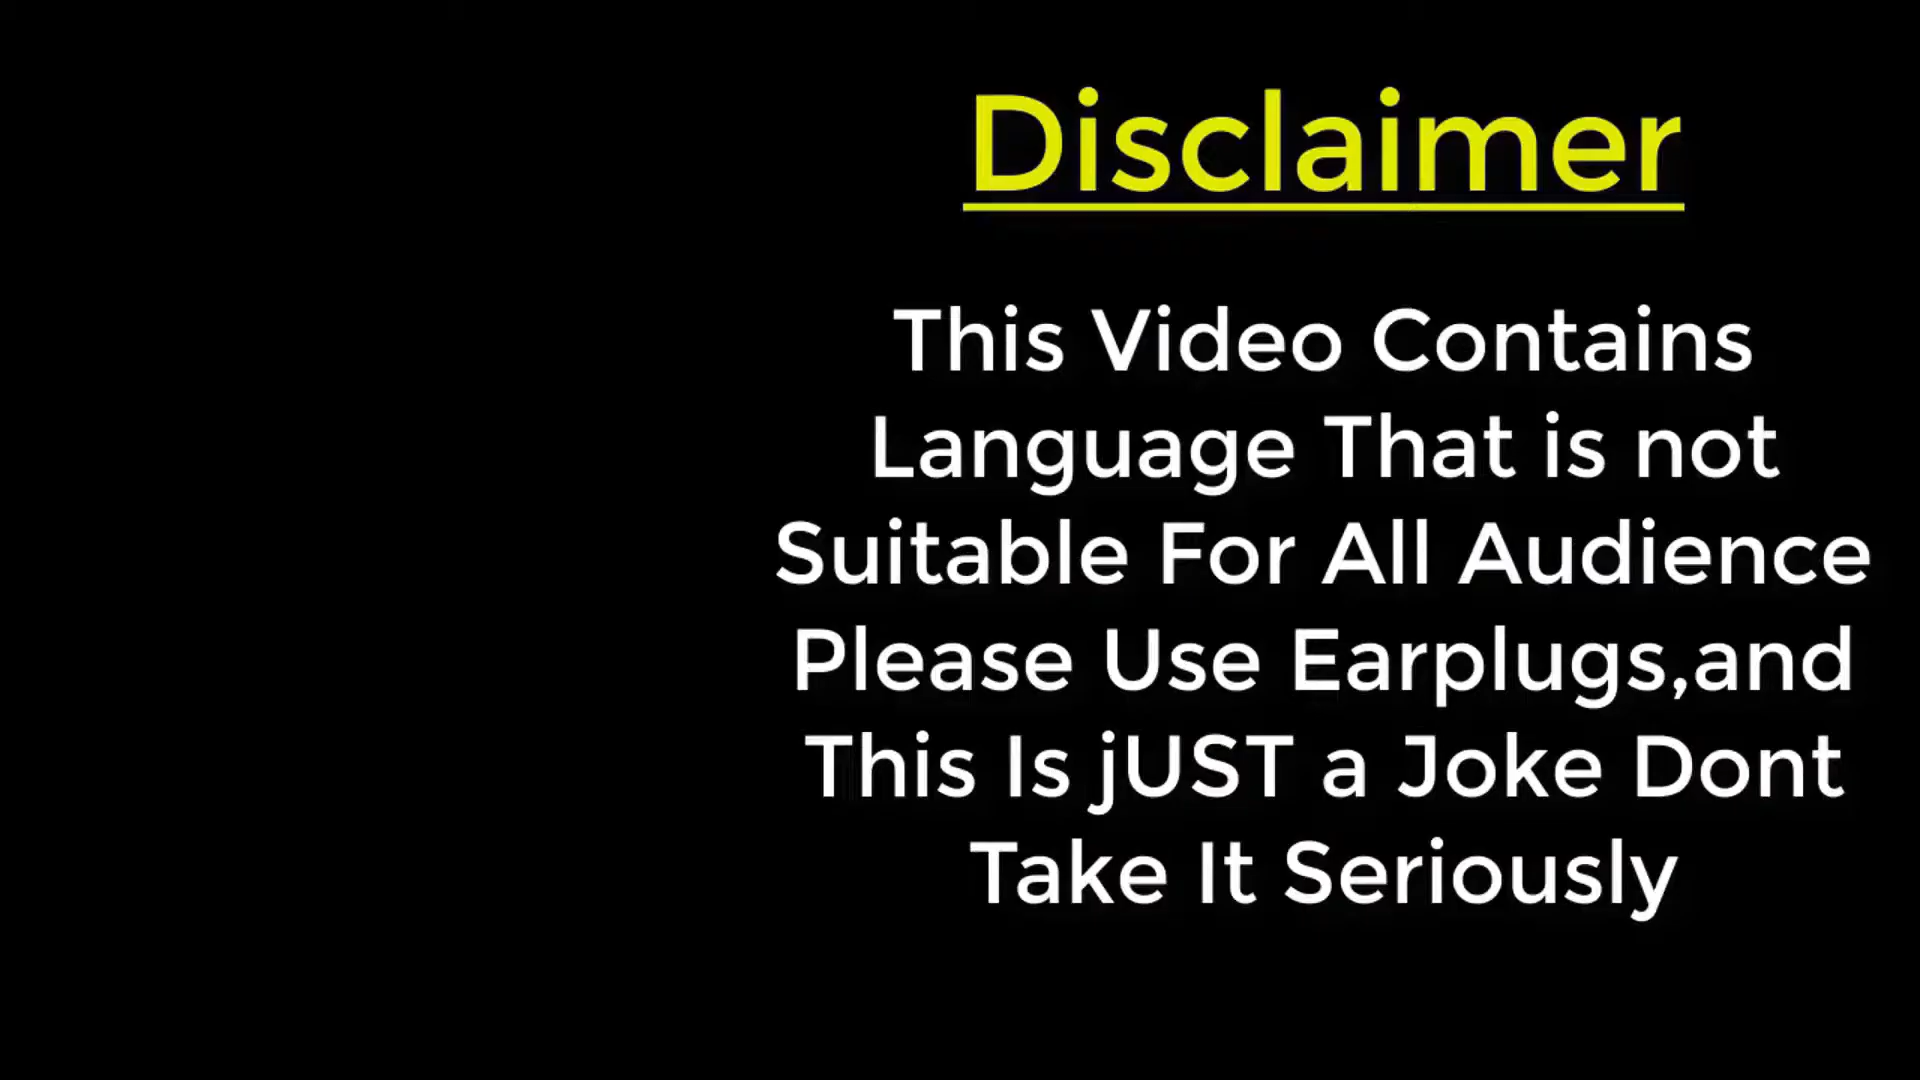 Disclaimer
This Video Contains
Language That is not
Suitable For All Audience
Please Use Earplugs,and
This Is jUST a Joke Dont
Take It Seriously